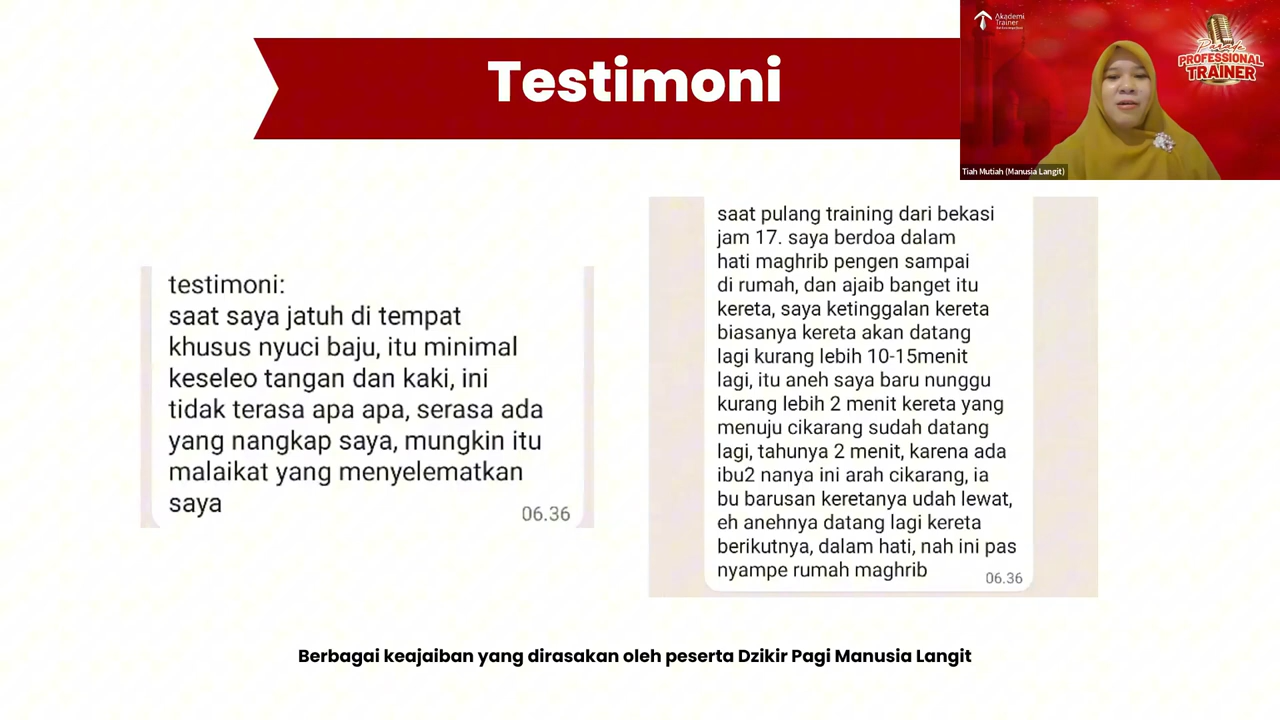 Testimoni
Akademi
Trainer
PROFESSIONAL
TRAINER
Tiah Mutiah (Manusia Langit)
testimoni:
saat saya jatuh di tempat
khusus nyuci baju, itu minimal
keseleo tangan dan kaki, ini
tidak terasa apa apa, serasa ada
yang nangkap saya, mungkin itu
malaikat yang menyelematkan
saya
06.36
saat pulang training dari bekasi
jam 17. saya berdoa dalam
hati maghrib pengen sampai
di rumah, dan ajaib banget itu
kereta, saya ketinggalan kereta
biasanya kereta akan datang
lagi kurang lebih 10-15menit
lagi, itu aneh saya baru nunggu
kurang lebih 2 menit kereta yang
menuju cikarang sudah datang
lagi, tahunya 2 menit, karena ada
ibu2 nanya ini arah cikarang, ia
bu barusan keretanya udah lewat,
eh anehnya datang lagi kereta
berikutnya, dalam hati, nah ini pas
nyampe rumah maghrib
06.36
Berbagai keajaiban yang dirasakan oleh peserta Dzikir Pagi Manusia Langit